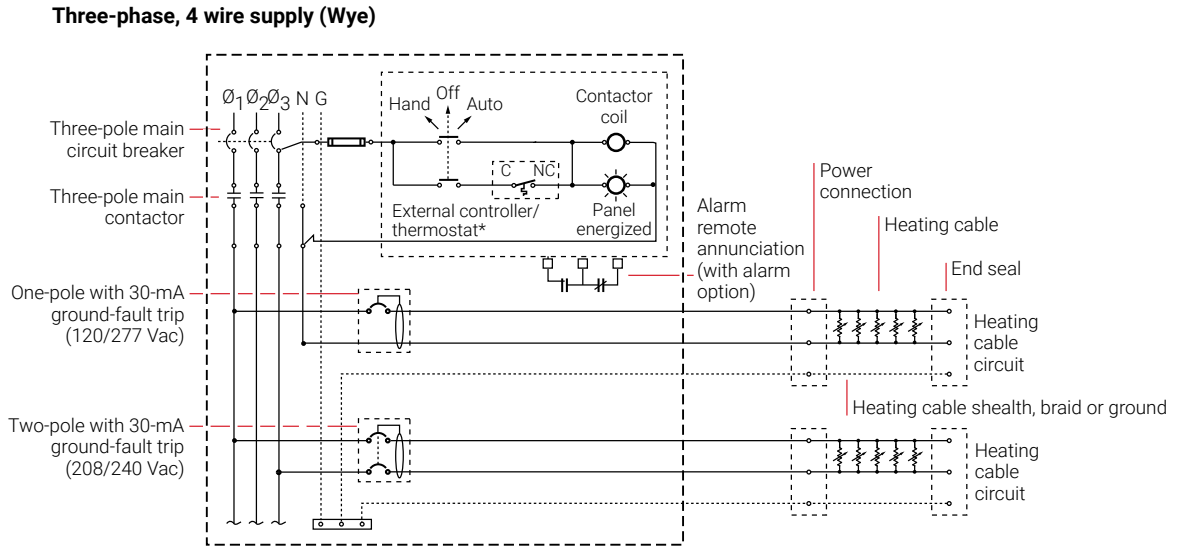 Three-phase, 4 wire supply (Wye)
Ø1 Ø2 Ø3 N G
Hand
Off
Auto
Contactor
coil
Three-pole main
circuit breaker
C NC
Three-pole main
contactor
External controller/
thermostat*
Panel
energized
Alarm
remote
annunciation
(with alarm
option)
Power
connection
Heating cable
End seal
One-pole with 30-mA
ground-fault trip
(120/277 Vac)
Heating
cable
circuit
Heating cable shealth, braid or ground
Two-pole with 30-mA
ground-fault trip
(208/240 Vac)
Heating
cable
circuit